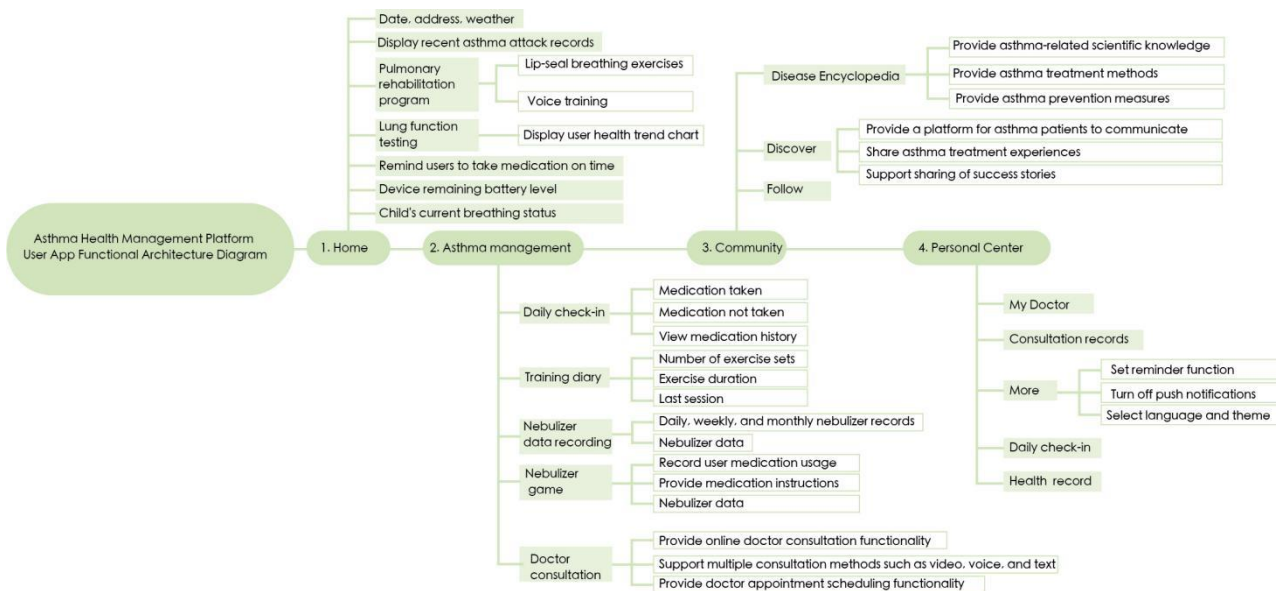 Asthma Health Management Platform
User App Functional Architecture Diagram
1. Home
Date, address, weather
Display recent asthma attack records
Pulmonary
rehabilitation
program
Lip-seal breathing exercises
Voice training
Lung function
testing
Display user health trend chart
Remind users to take medication on time
Device remaining battery level
Child's current breathing status
2. Asthma management
Daily check-in
Medication taken
Medication not taken
View medication history
Training diary
Number of exercise sets
Exercise duration
Last session
Nebulizer
data recording
Daily, weekly, and monthly nebulizer records
Nebulizer data
Nebulizer
game
Record user medication usage
Provide medication instructions
Nebulizer data
Doctor
consultation
Provide online doctor consultation functionality
Support multiple consultation methods such as video, voice, and text
Provide doctor appointment scheduling functionality
3. Community
Disease Encyclopedia
Provide asthma-related scientific knowledge
Provide asthma treatment methods
Provide asthma prevention measures
Discover
Provide a platform for asthma patients to communicate
Share asthma treatment experiences
Support sharing of success stories
Follow
4. Personal Center
My Doctor
Consultation records
More
Set reminder function
Turn off push notifications
Select language and theme
Daily check-in
Health record